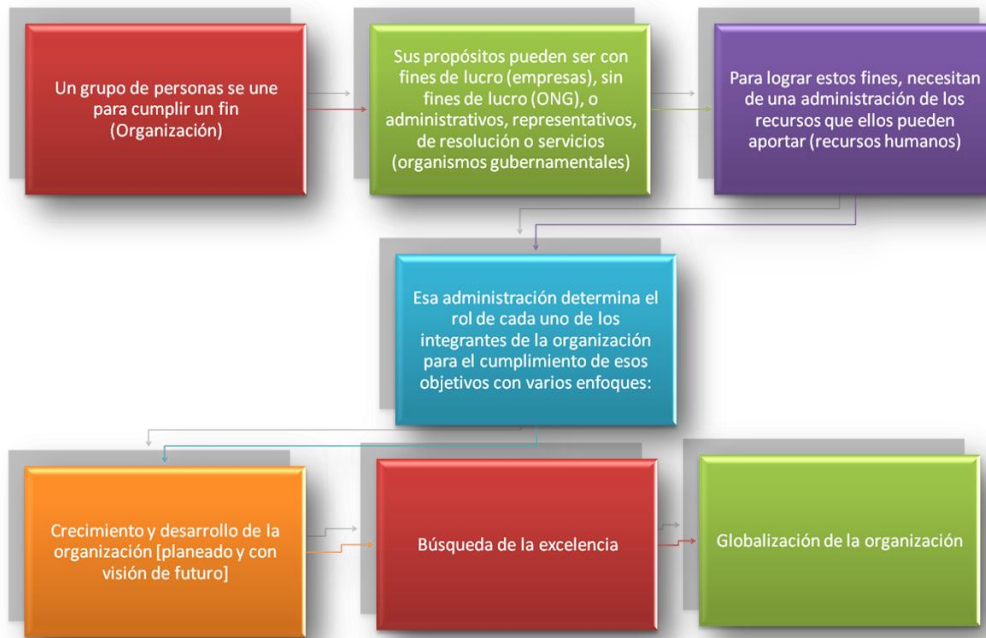 Un grupo de personas se une
para cumplir un fin
(Organización)
Sus propósitos pueden ser con
fines de lucro (empresas), sin
fines de lucro (ONG), o
administrativos, representativos,
de resolución o servicios
(organismos gubernamentales)
Para lograr estos fines, necesitan
de una administración de los
recursos que ellos pueden
aportar (recursos humanos)
Esa administración determina el
rol de cada uno de los
integrantes de la organización
para el cumplimiento de esos
objetivos con varios enfoques:
Crecimiento y desarrollo de la
organización [planeado y con
visión de futuro]
Búsqueda de la excelencia
Globalización de la organización